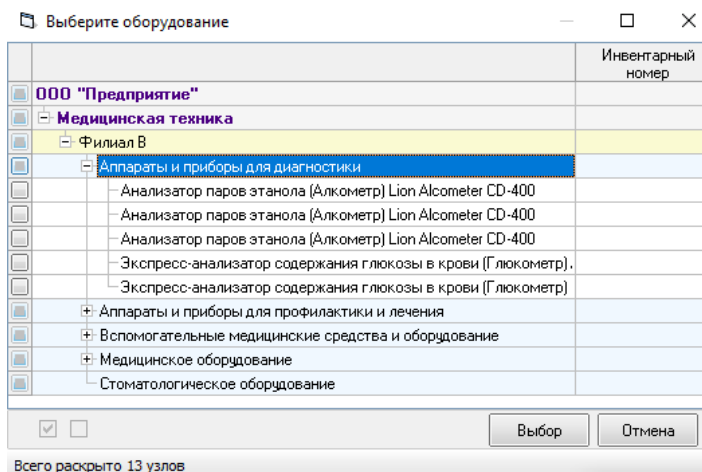 Выберите оборудование
Инвентарный
номер
ООО "Предприятие"
Медицинская техника
Филиал В
Аппараты и приборы для диагностики
Анализатор паров этанола (Алкометр) Lion Alcometer CD-400
Анализатор паров этанола (Алкометр) Lion Alcometer CD-400
Анализатор паров этанола (Алкометр) Lion Alcometer CD-400
Экспресс-анализатор содержания глюкозы в крови (Глюкометр).
Экспресс-анализатор содержания глюкозы в крови (Глюкометр)
Аппараты и приборы для профилактики и лечения
Вспомогательные медицинские средства и оборудование
Медицинское оборудование
Стоматологическое оборудование
Выбор
Отмена
Всего раскрыто 13 узлов